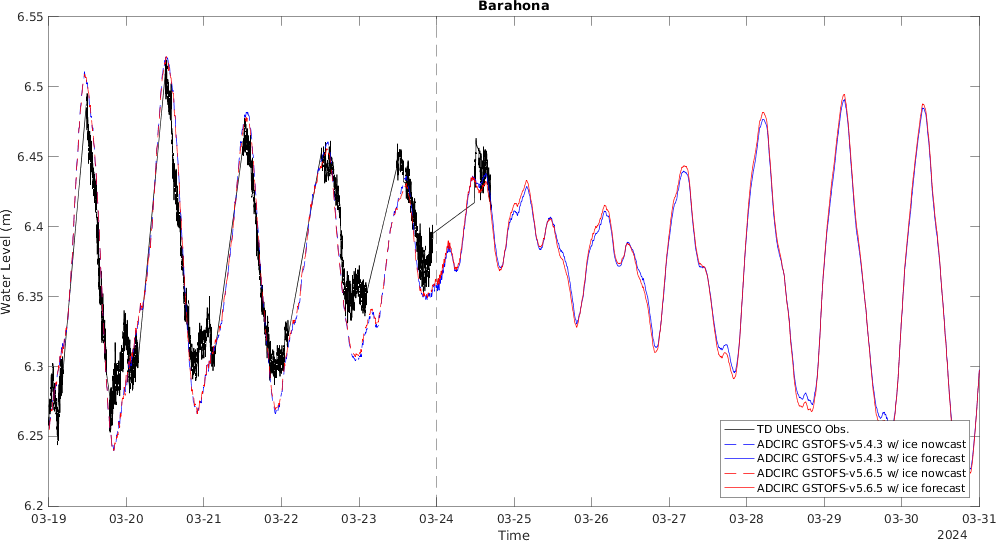 Barahona
6.55
6.5
6.45
6.4
6.35
6.3
6.25
6.2
Water Level (m)
TD UNESCO Obs.
ADCIRC GSTOFS-v5.4.3 w/ ice nowcast
ADCIRC GSTOFS-v5.4.3 w/ ice forecast
ADCIRC GSTOFS-v5.6.5 w/ ice nowcast
ADCIRC GSTOFS-v5.6.5 w/ ice forecast
03-19 03-20 03-21 03-22 03-23 03-24 03-25 03-26 03-27 03-28 03-29 03-30 03-31
Time
2024